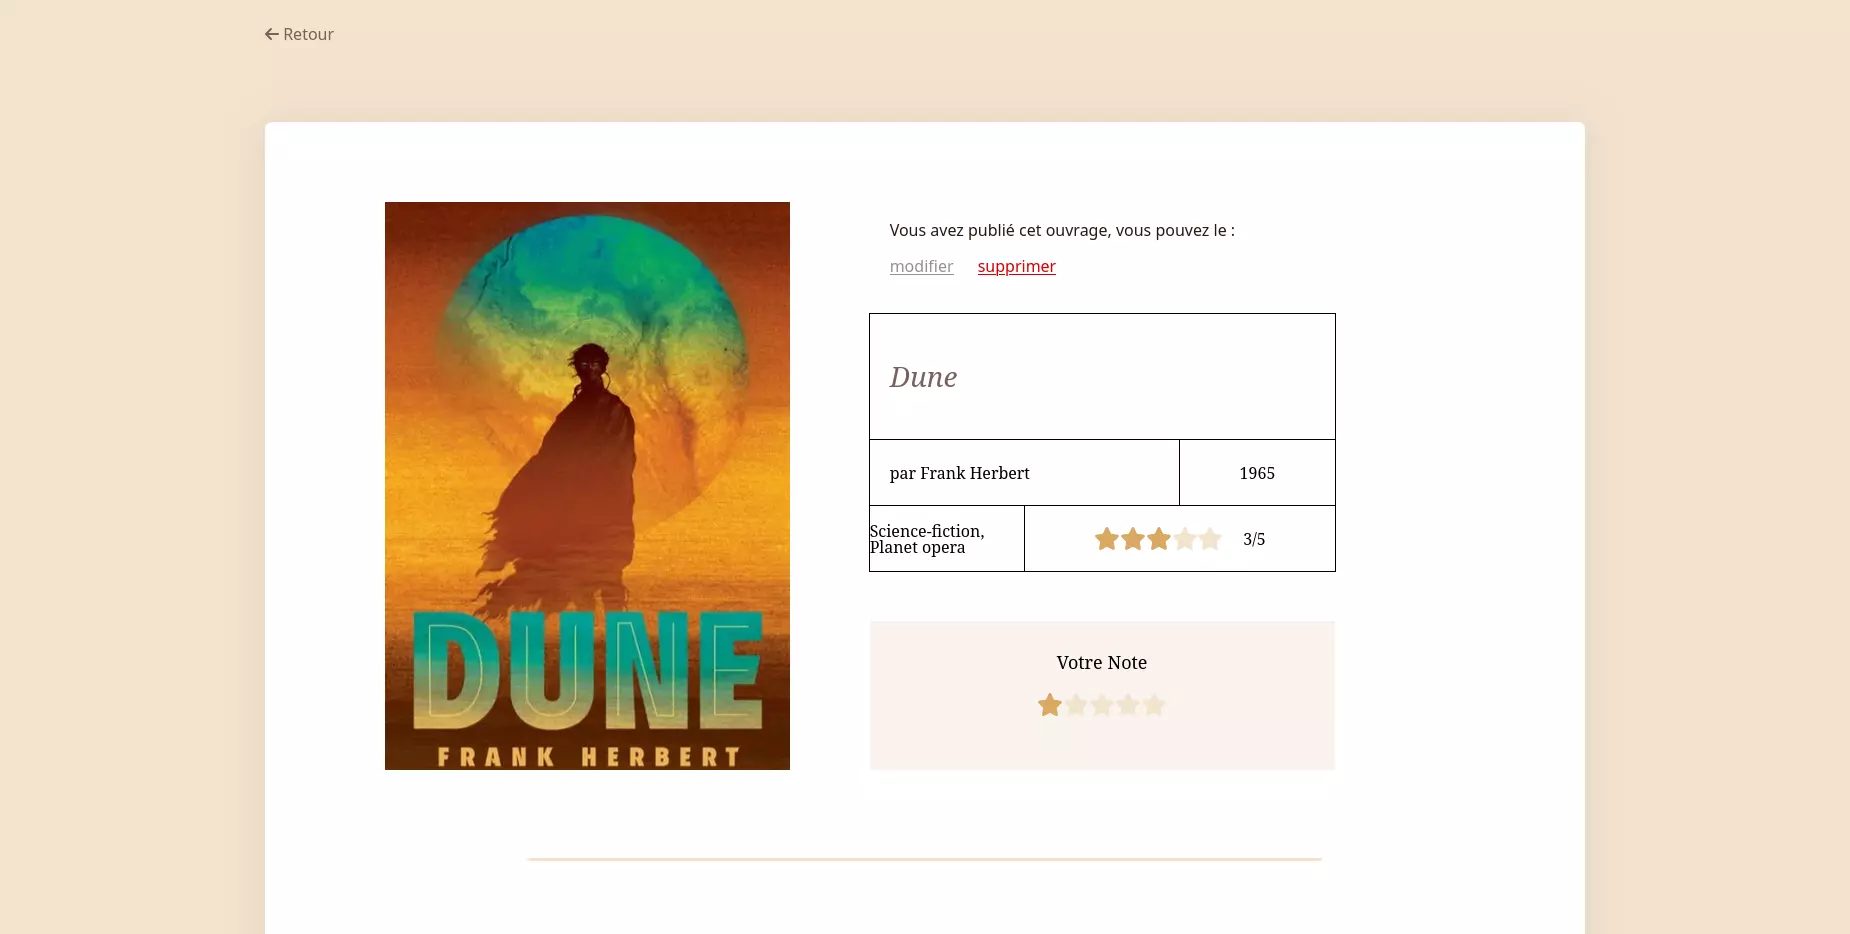 Retour
Vous avez publié cet ouvrage, vous pouvez le :
modifier supprimer
DUNE
FRANK HERBERT
Dune
par Frank Herbert
1965
Science-fiction,
Planet opera
3/5
Votre Note